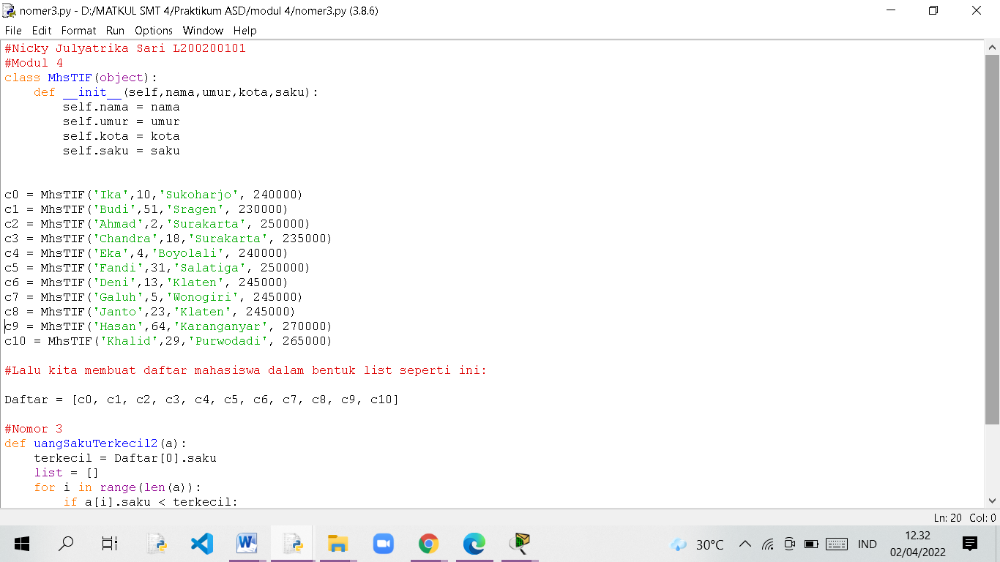 nomer3.py - D:/MATKUL SMT 4/Praktikum ASD/modul 4/nomer3.py (3.8.6)
File Edit Format Run Options Window Help
#Nicky Julyatrika Sari L200200101
#Modul 4
class MhsTIF(object):
    def __init__(self,nama,umur,kota,saku):
        self.nama = nama
        self.umur = umur
        self.kota = kota
        self.saku = saku
c0 = MhsTIF('Ika',10,'Sukoharjo', 240000)
c1 = MhsTIF('Budi',51,'Sragen', 230000)
c2 = MhsTIF('Ahmad',2,'Surakarta', 250000)
c3 = MhsTIF('Chandra',18,'Surakarta', 235000)
c4 = MhsTIF('Eka',4,'Boyolali', 240000)
c5 = MhsTIF('Fandi',31,'Salatiga', 250000)
c6 = MhsTIF('Deni',13,'Klaten', 245000)
c7 = MhsTIF('Galuh',5,'Wonogiri', 245000)
c8 = MhsTIF('Janto',23,'Klaten', 245000)
c9 = MhsTIF('Hasan',64,'Karanganyar', 270000)
c10 = MhsTIF('Khalid',29,'Purwodadi', 265000)
#Lalu kita membuat daftar mahasiswa dalam bentuk list seperti ini:
Daftar = [c0, c1, c2, c3, c4, c5, c6, c7, c8, c9, c10]
#Nomor 3
def uangSakuTerkecil2(a):
    terkecil = Daftar[0].saku
    list = []
    for i in range(len(a)):
        if a[i].saku < terkecil:
Ln: 20 Col: 0
30°C
IND
12.32
02/04/2022